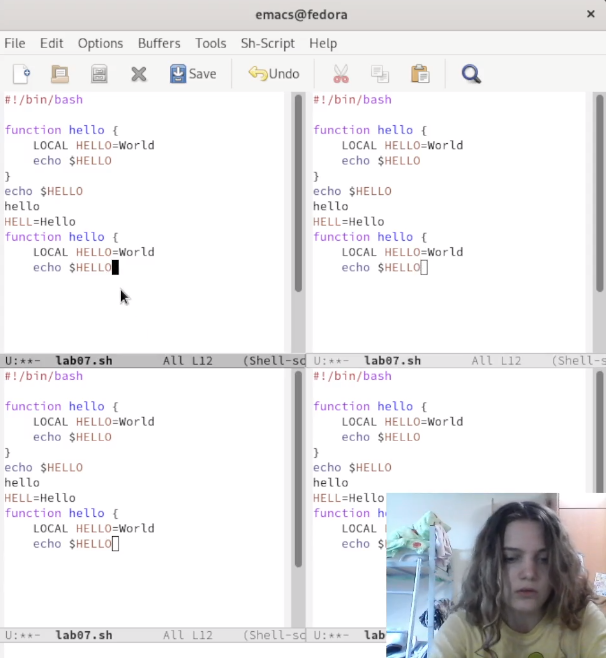 emacs@fedora ×
File Edit Options Buffers Tools Sh-Script Help
Save Undo
#!/bin/bash
function hello {
    LOCAL HELLO=World
    echo $HELLO
}
echo $HELLO
hello
HELL=Hello
function hello {
    LOCAL HELLO=World
    echo $HELLO
U:**- lab07.sh All L12 (Shell-sc
#!/bin/bash
function hello {
    LOCAL HELLO=World
    echo $HELLO
}
echo $HELLO
hello
HELL=Hello
function hello {
    LOCAL HELLO=World
    echo $HELLO
U:**- lab07.sh All L12 (Shell-s
#!/bin/bash
function hello {
    LOCAL HELLO=World
    echo $HELLO
}
echo $HELLO
hello
HELL=Hello
function hello {
    LOCAL HELLO=World
    echo $HELLO
U:**- lab07.sh All L12 (Shell-sc
#!/bin/bash
function hello {
    LOCAL HELLO=World
    echo $HELLO
}
echo $HELLO
hello
HELL=Hello
function h
    LOCAL
    echo $
U:**- lab